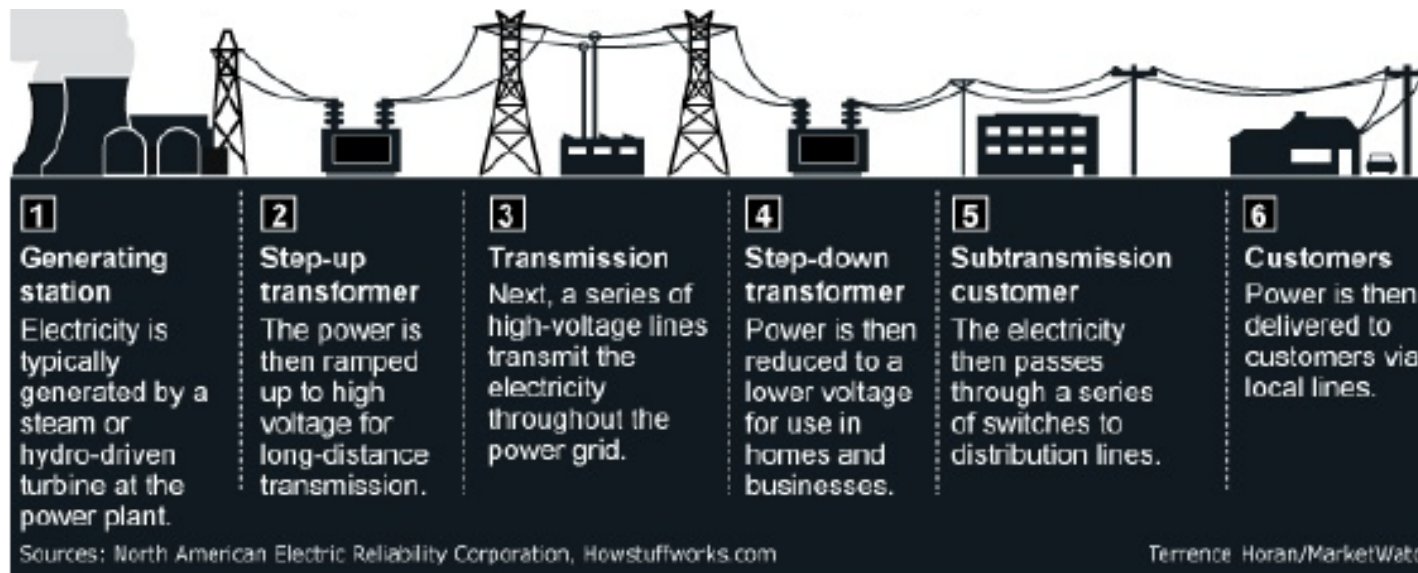 1
Generating
station
Electricity is
typically
generated by a
steam or
hydro-driven
turbine at the
power plant.
2
Step-up
transformer
The power is
then ramped
up to high
voltage for
long-distance
transmission.
3
Transmission
Next, a series of
high-voltage lines
transmit the
electricity
throughout the
power grid.
4
Step-down
transformer
Power is then
reduced to a
lower voltage
for use in
homes and
businesses.
5
Subtransmission
customer
The electricity
then passes
through a series
of switches to
distribution lines.
6
Customers
Power is then
delivered to
customers via
local lines.
Sources: North American Electric Reliability Corporation, Howstuffworks.com
Terrence Horan/MarketWatc